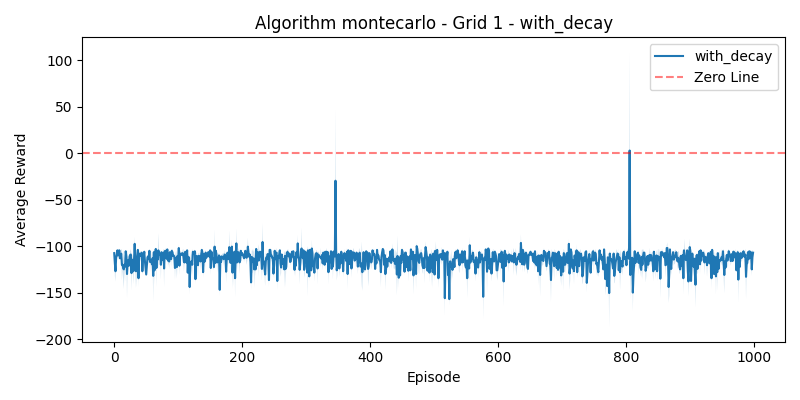 Algorithm montecarlo - Grid 1 - with_decay
with_decay
Zero Line
100
50
0
−50
−100
−150
−200
Average Reward
0
200
400
600
800
1000
Episode